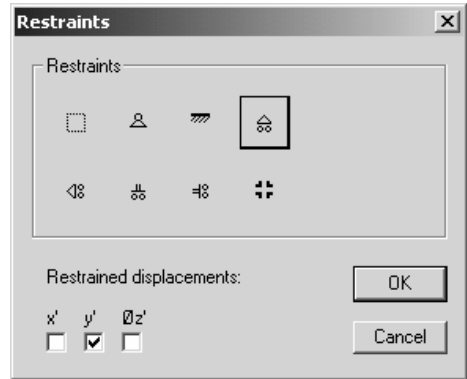 Restraints
Restraints
Restrained displacements:
x' y' Øz'
OK
Cancel